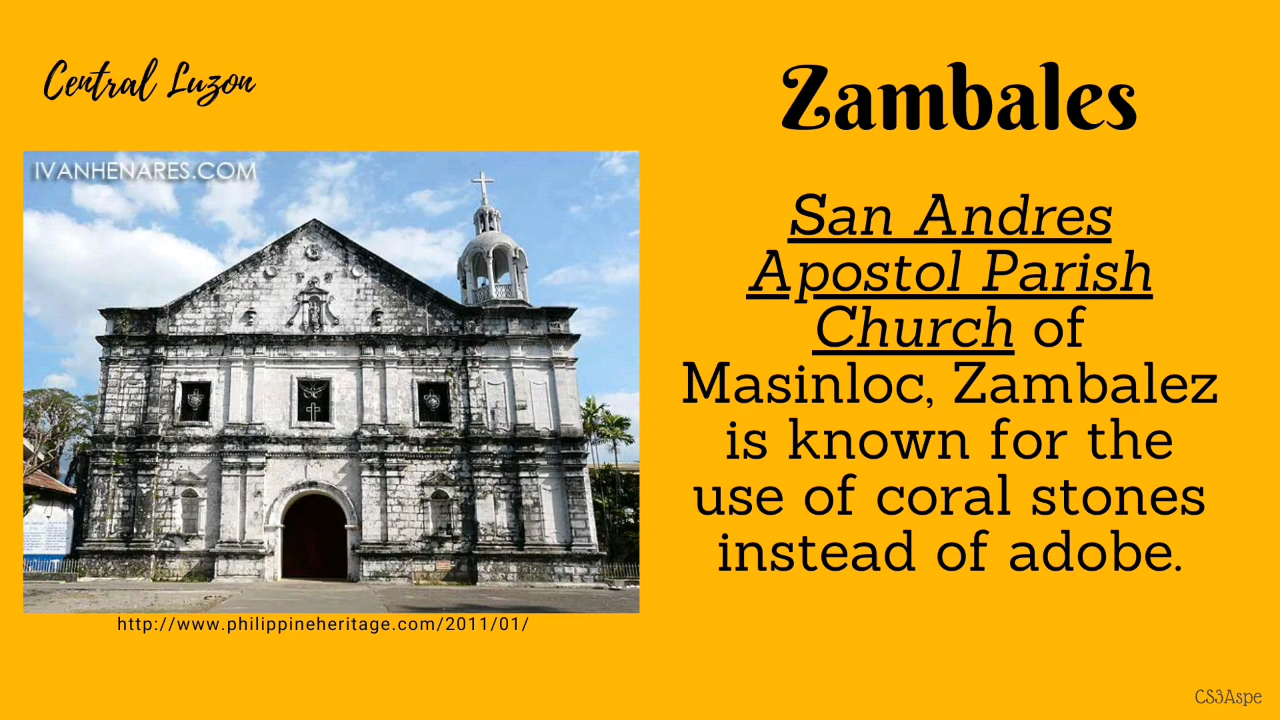 Central Luzon
IVANHENARES.COM
http://www.philippineheritage.com/2011/01/
Zambales
San Andres
Apostol Parish
Church of
Masinloc, Zambalez
is known for the
use of coral stones
instead of adobe.
CS3Aspe